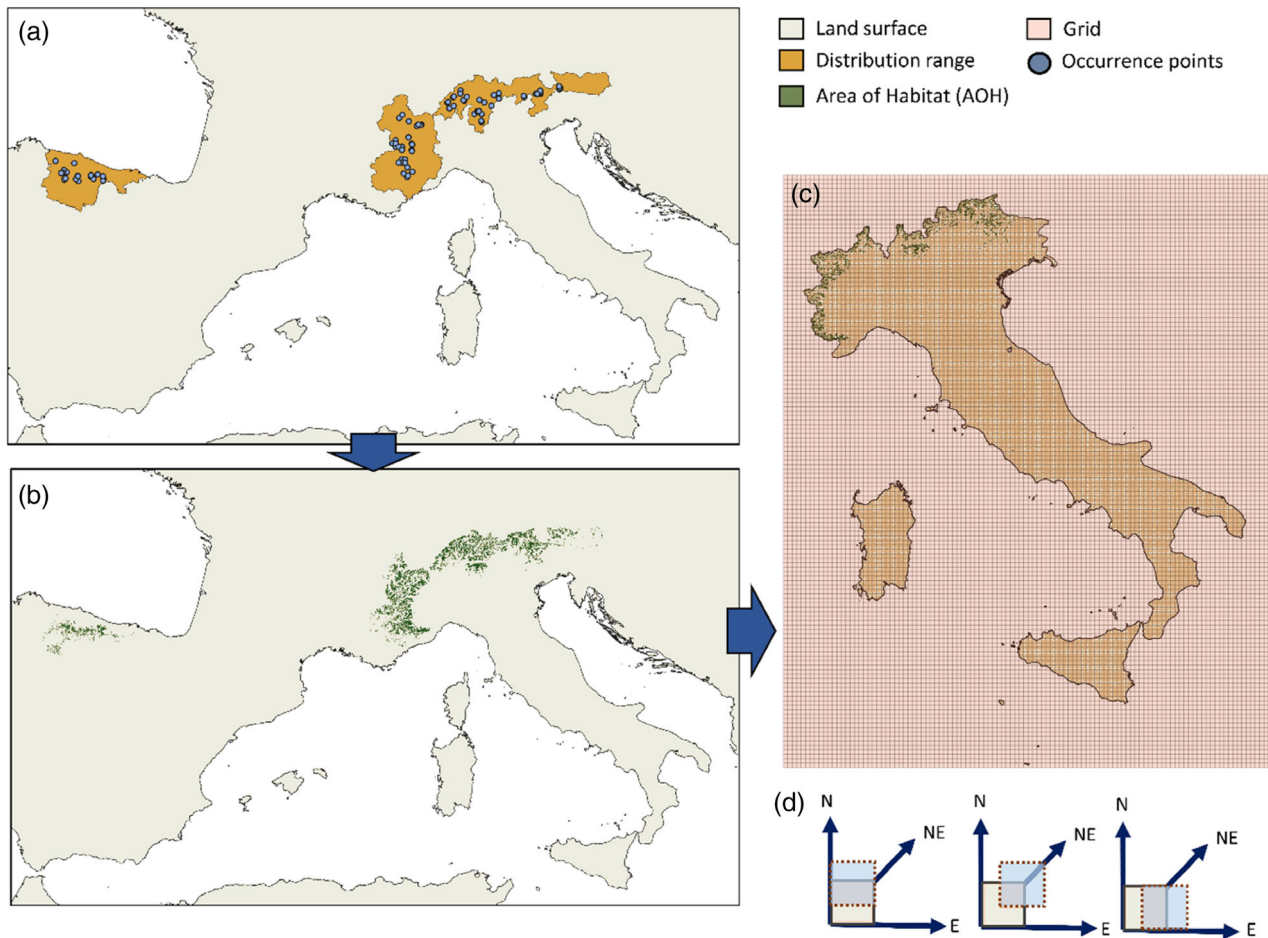 (a)
Land surface
Grid
Distribution range
Occurrence points
Area of Habitat (AOH)
(b)
(c)
(d)
N
NE
E
N
NE
E
N
NE
E